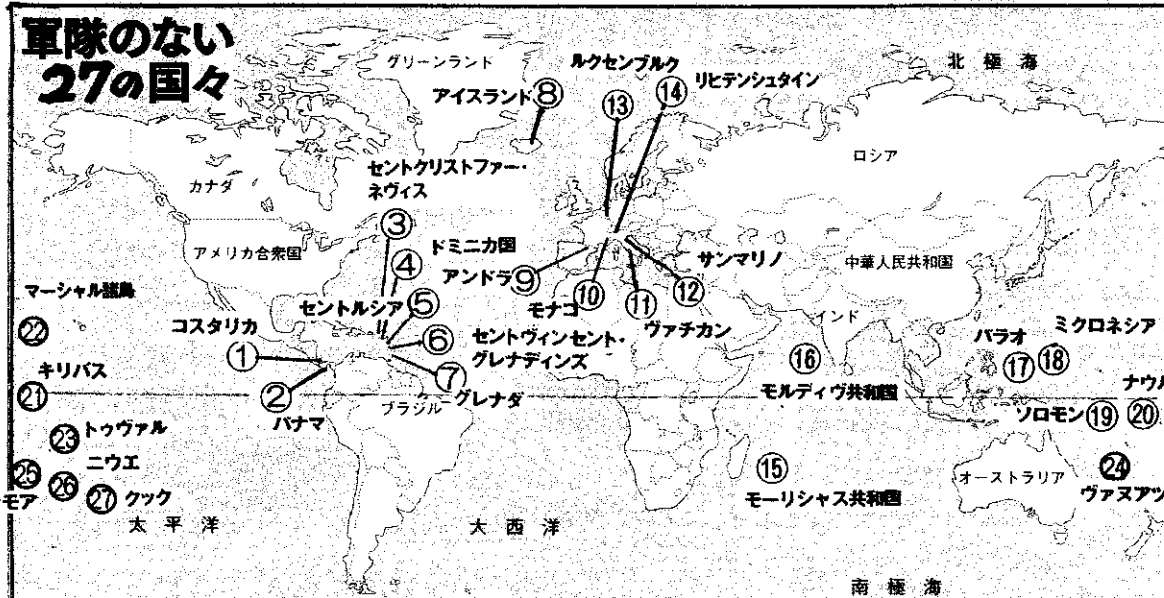 軍隊のない
27の国々
グリーンランド
ルクセンブルク
北極海
アイスランド⑧
⑬
⑭
リヒテンシュタイン
ロシア
カナダ
セントクリストファー・
ネヴィス
③
アメリカ合衆国
ドミニカ国
④
アンドラ⑨
サンマリノ
中華人民共和国
マーシャル諸島
㉒
コスタリカ
①
セントルシア
⑤
⑩
モナコ
⑪
ヴァチカン
⑫
⑥
セントヴィンセント・
グレナディンズ
インド
パラオ
⑰
ミクロネシア
⑱
キリバス
㉑
②
パナマ
⑦
グレナダ
ブラジル
⑯
モルディヴ共和国
ナウル
ソロモン⑲
⑳
㉓
トゥヴァル
㉕
モア
㉖
ニウエ
㉗
クック
⑮
モーリシャス共和国
オーストラリア
㉔
ヴァヌアツ
太平洋
大西洋
南極海